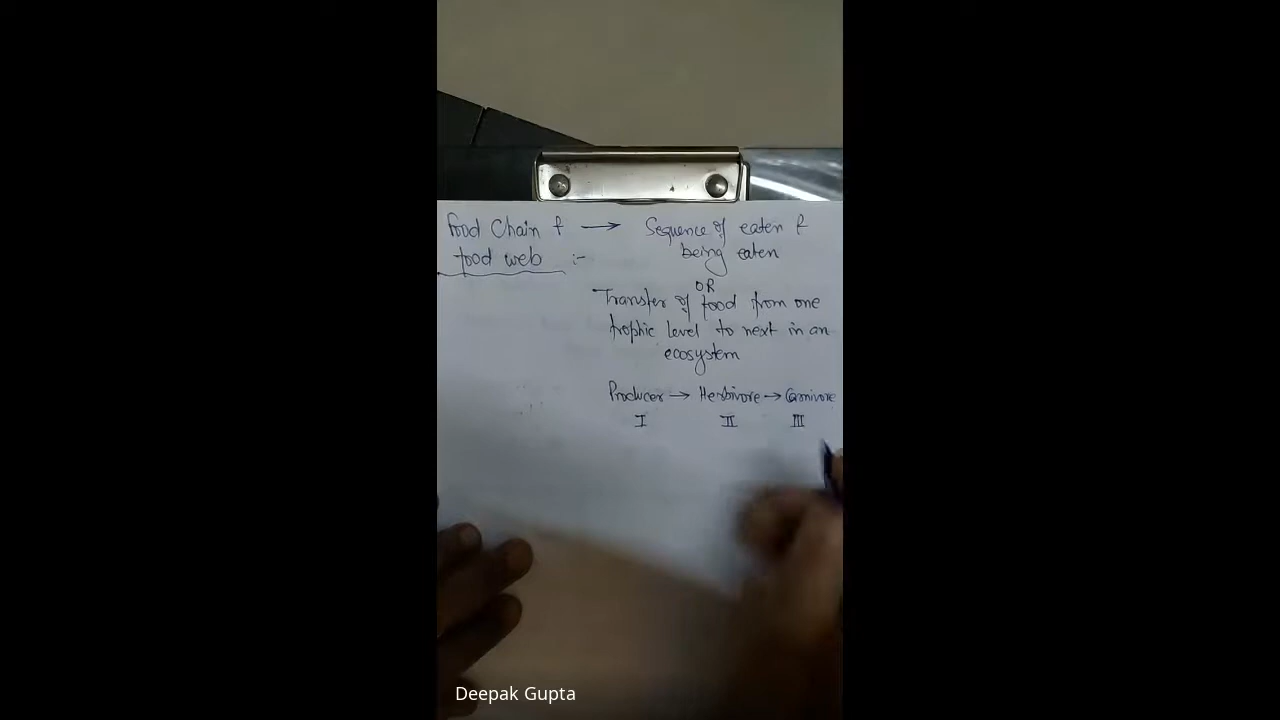 food Chain & → Sequence of eaten &
food web :- being eaten
OR
Transfer of food from one
trophic level to next in an
ecosystem
Producer → Herbivore → Carnivore
I II III
Deepak Gupta